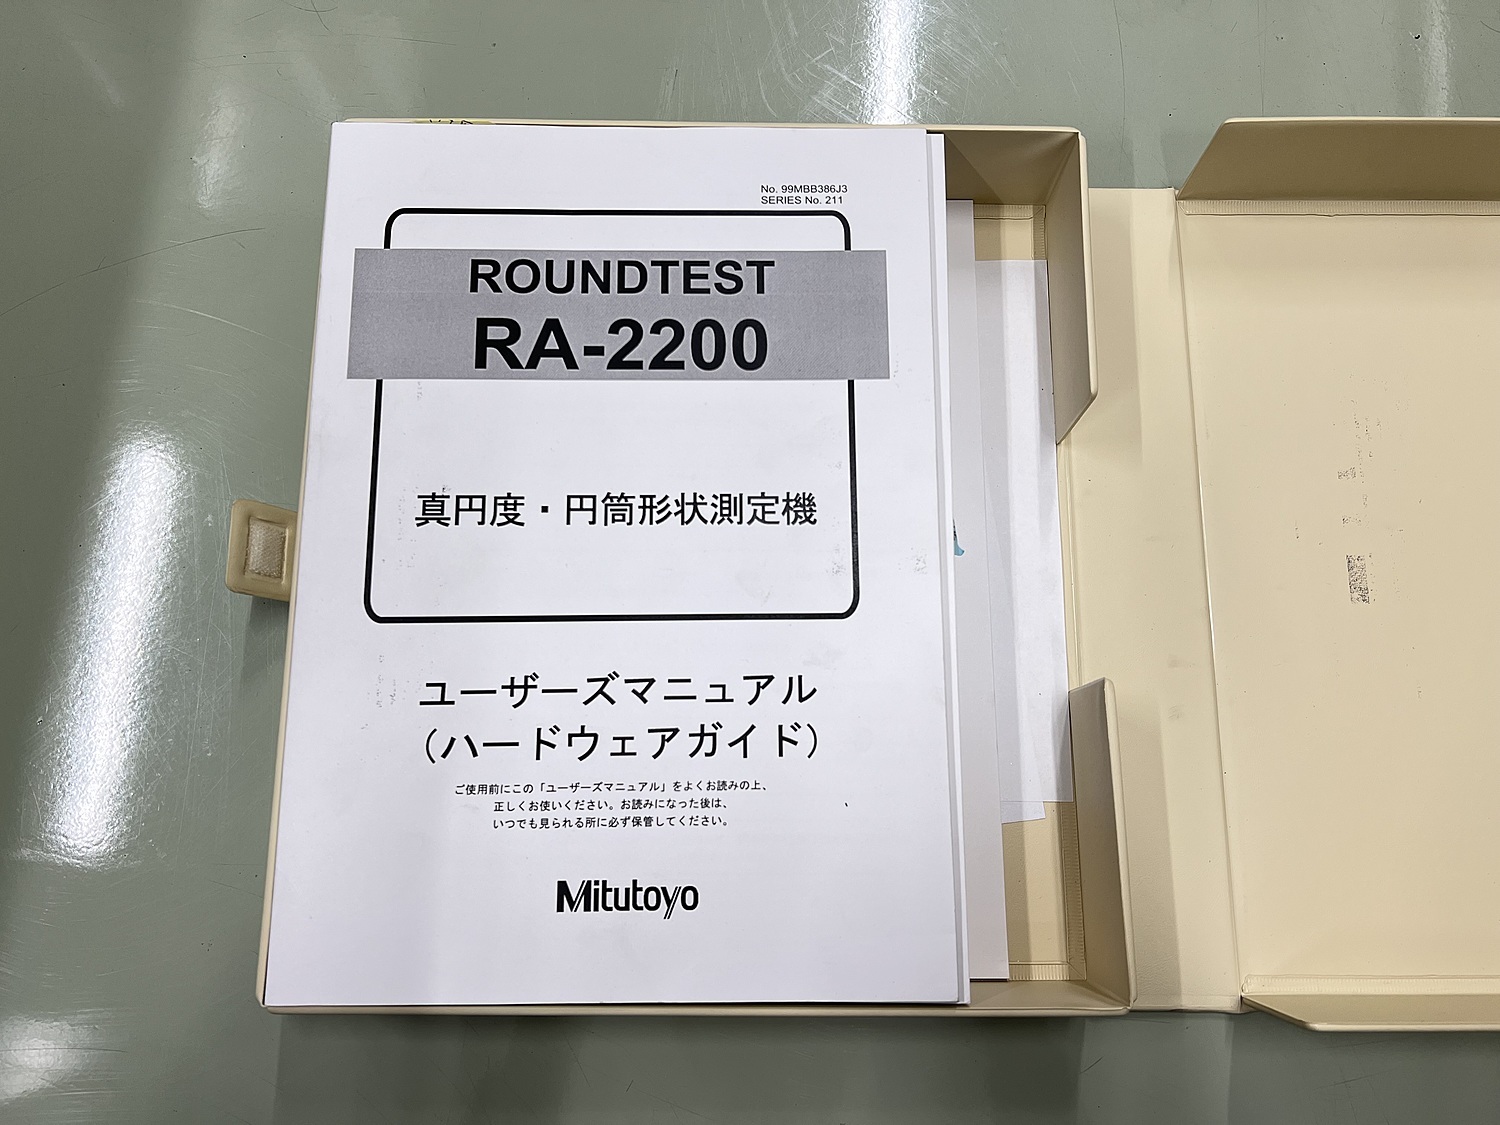 No. 99MBB386J3
SERIES No. 211
ROUNDTEST
RA-2200
真円度・円筒形状測定機
ユーザーズマニュアル
（ハードウェアガイド）
ご使用前にこの「ユーザーズマニュアル」をよくお読みの上、
正しくお使いください。お読みになった後は、
いつでも見られる所に必ず保管してください。
Mitutoyo